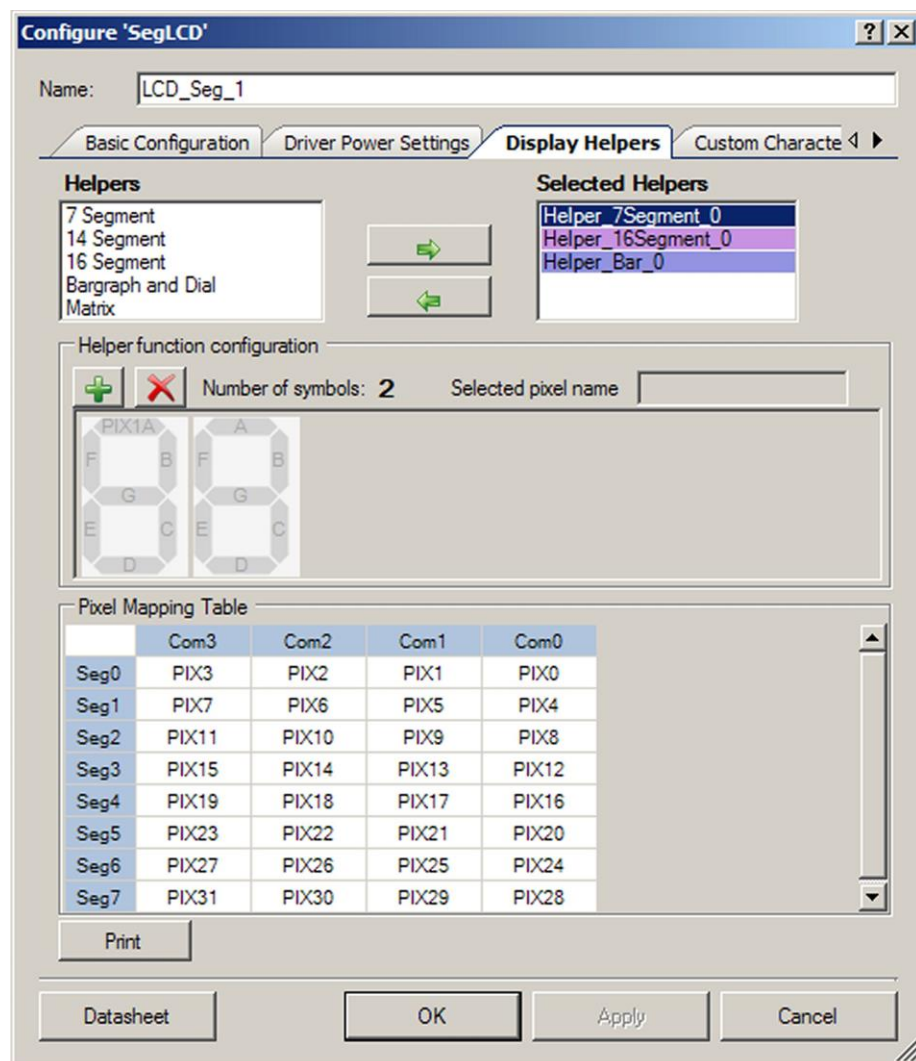 Configure 'SegLCD'
Name: LCD_Seg_1
Basic Configuration Driver Power Settings Display Helpers Custom Characte
Helpers Selected Helpers
7 Segment Helper_7Segment_0
14 Segment Helper_16Segment_0
16 Segment Helper_Bar_0
Bargraph and Dial
Matrix
Helper function configuration
Number of symbols: 2 Selected pixel name
PIX1A A
F B F B
G G
E C E C
D D
Pixel Mapping Table
Com3 Com2 Com1 Com0
Seg0 PIX3 PIX2 PIX1 PIX0
Seg1 PIX7 PIX6 PIX5 PIX4
Seg2 PIX11 PIX10 PIX9 PIX8
Seg3 PIX15 PIX14 PIX13 PIX12
Seg4 PIX19 PIX18 PIX17 PIX16
Seg5 PIX23 PIX22 PIX21 PIX20
Seg6 PIX27 PIX26 PIX25 PIX24
Seg7 PIX31 PIX30 PIX29 PIX28
Print
Datasheet OK Apply Cancel